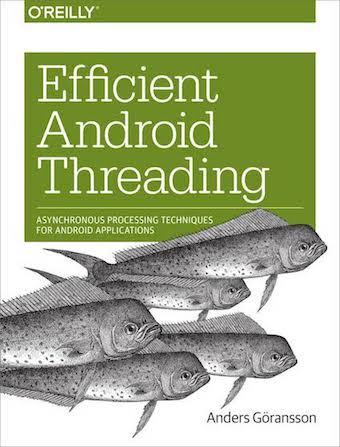 O'REILLY®
Efficient
Android
Threading
ASYNCHRONOUS PROCESSING TECHNIQUES
FOR ANDROID APPLICATIONS
Anders Göransson